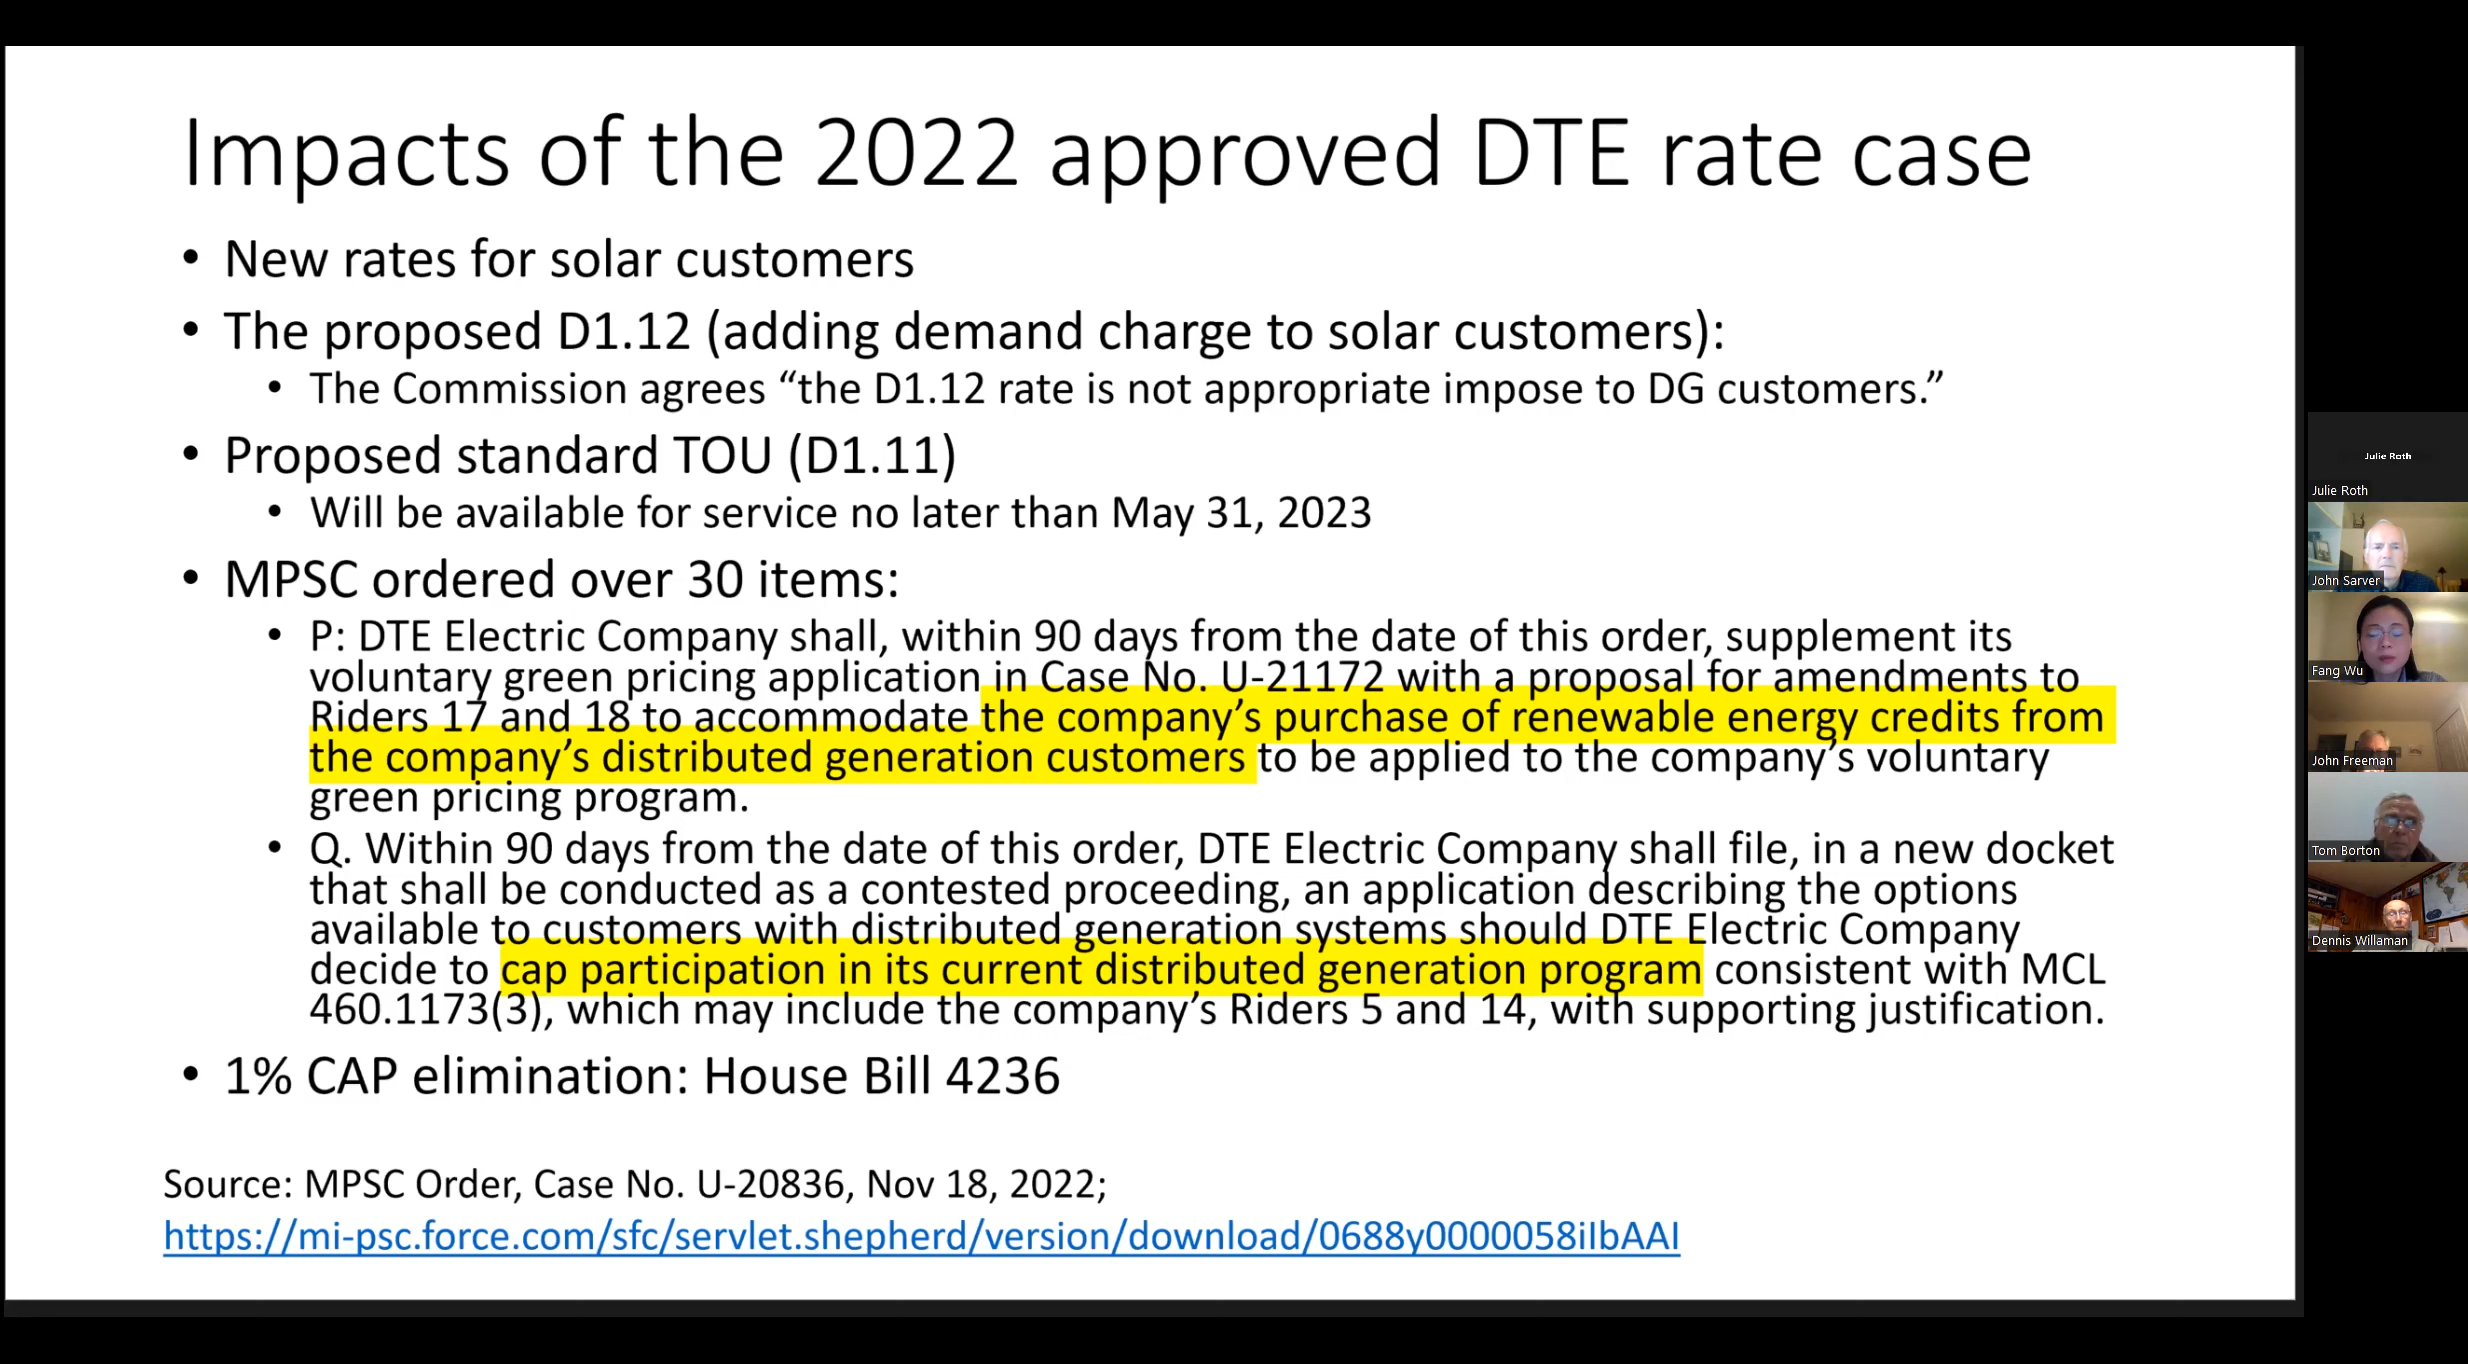 Impacts of the 2022 approved DTE rate case
• New rates for solar customers
• The proposed D1.12 (adding demand charge to solar customers):
• The Commission agrees “the D1.12 rate is not appropriate impose to DG customers.”
• Proposed standard TOU (D1.11)
• Will be available for service no later than May 31, 2023
• MPSC ordered over 30 items:
• P: DTE Electric Company shall, within 90 days from the date of this order, supplement its
voluntary green pricing application in Case No. U-21172 with a proposal for amendments to
Riders 17 and 18 to accommodate the company’s purchase of renewable energy credits from
the company’s distributed generation customers to be applied to the company’s voluntary
green pricing program.
• Q. Within 90 days from the date of this order, DTE Electric Company shall file, in a new docket
that shall be conducted as a contested proceeding, an application describing the options
available to customers with distributed generation systems should DTE Electric Company
decide to cap participation in its current distributed generation program consistent with MCL
460.1173(3), which may include the company’s Riders 5 and 14, with supporting justification.
• 1% CAP elimination: House Bill 4236
Source: MPSC Order, Case No. U-20836, Nov 18, 2022;
https://mi-psc.force.com/sfc/servlet.shepherd/version/download/0688y0000058iIbAAI
Julie Roth
Julie Roth
John Sarver
Fang Wu
John Freeman
Tom Borton
Dennis Willaman